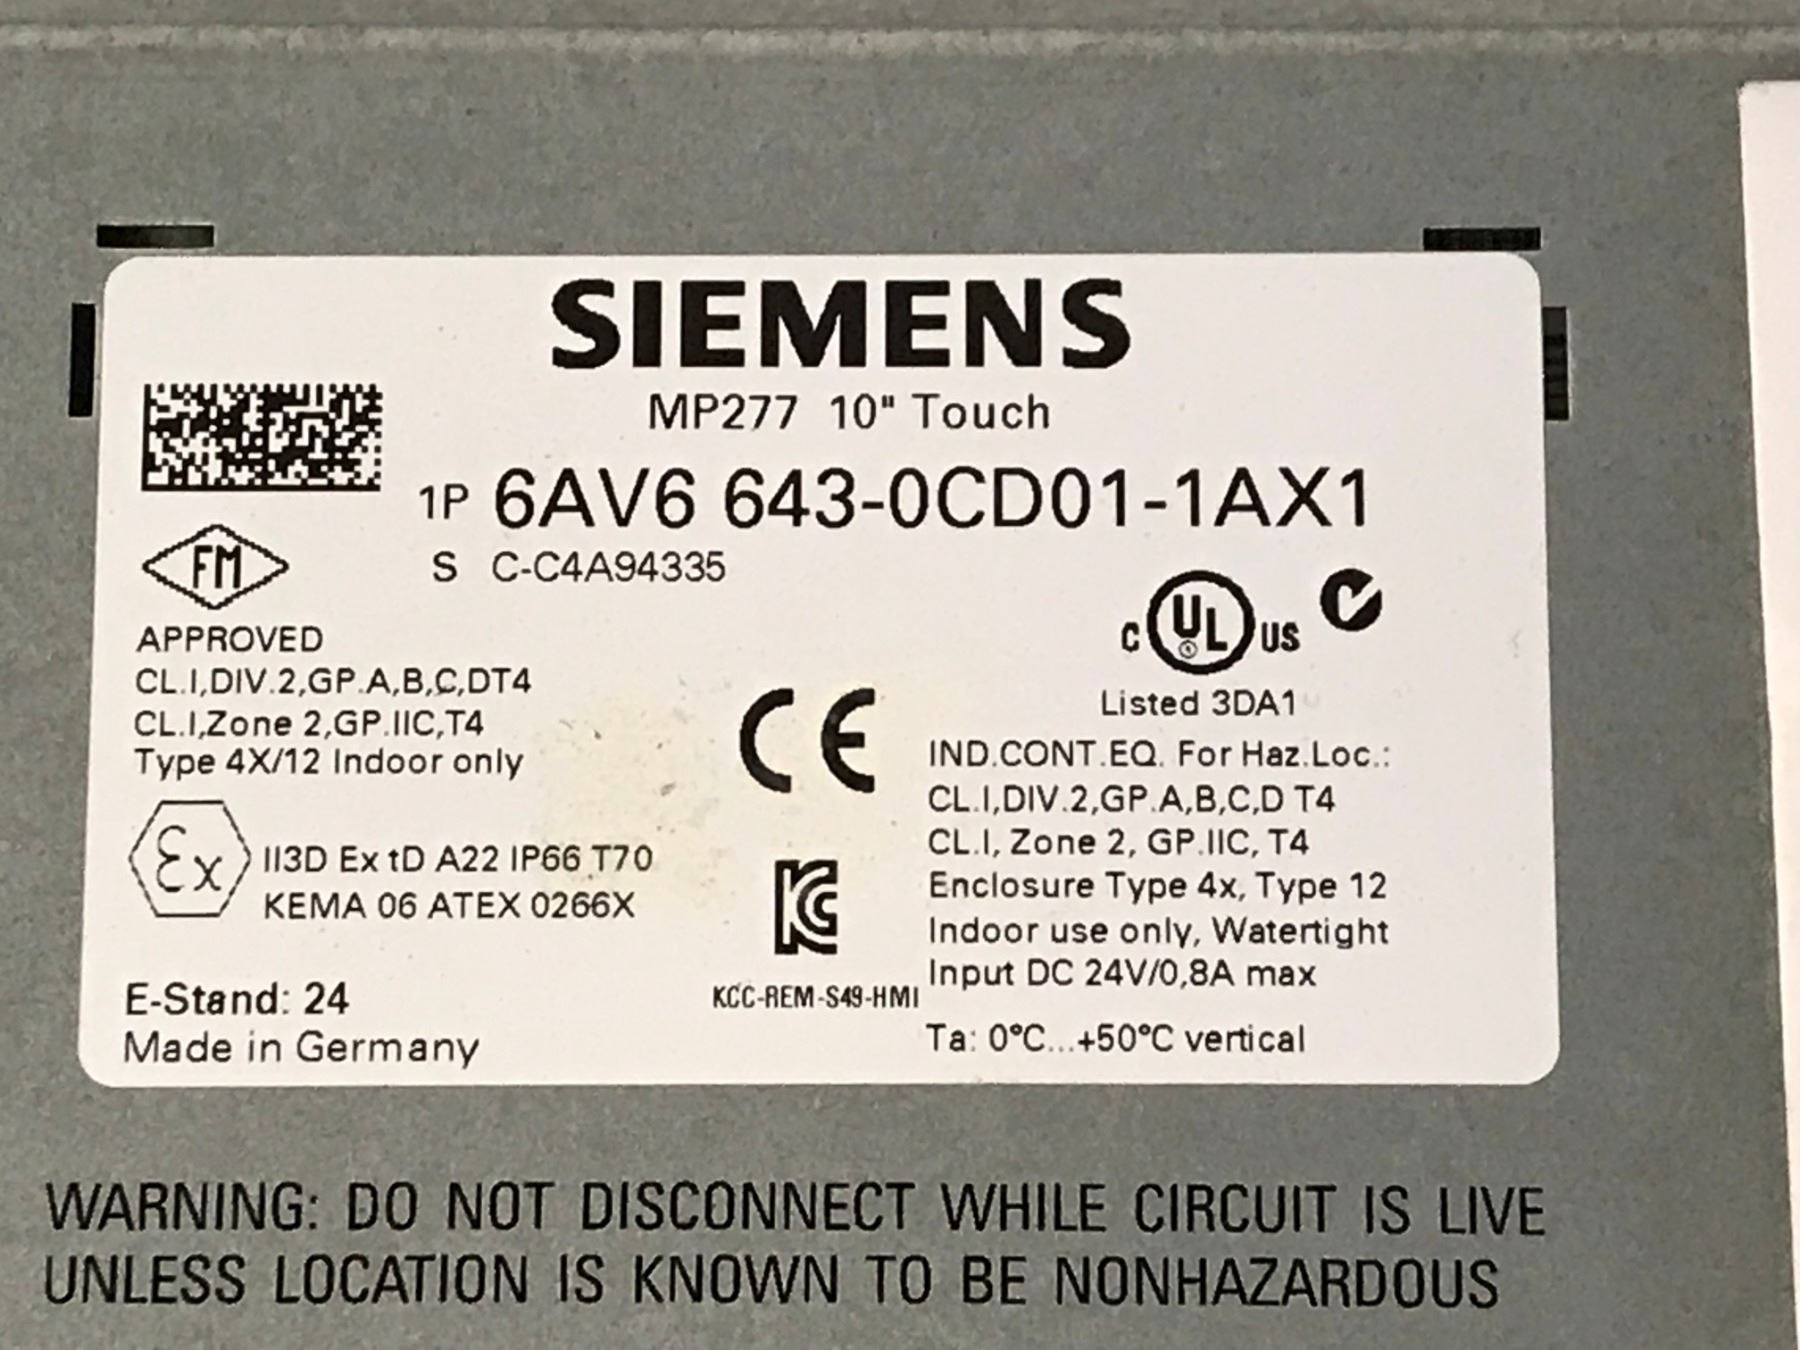 SIEMENS
MP277 10" Touch
1P 6AV6 643-0CD01-1AX1
S C-C4A94335
FM
APPROVED
CL.I,DIV.2,GP.A,B,C,DT4
CL.I,Zone 2,GP.IIC,T4
Type 4X/12 Indoor only
Ex
II3D Ex tD A22 IP66 T70
KEMA 06 ATEX 0266X
E-Stand: 24
Made in Germany
CE
KC
KCC-REM-S49-HMI
C UL US
Listed 3DA1
IND.CONT.EQ. For Haz.Loc.:
CL.I,DIV.2,GP.A,B,C,D T4
CL.I, Zone 2, GP.IIC, T4
Enclosure Type 4x, Type 12
Indoor use only, Watertight
Input DC 24V/0,8A max
Ta: 0°C...+50°C vertical
WARNING: DO NOT DISCONNECT WHILE CIRCUIT IS LIVE
UNLESS LOCATION IS KNOWN TO BE NONHAZARDOUS